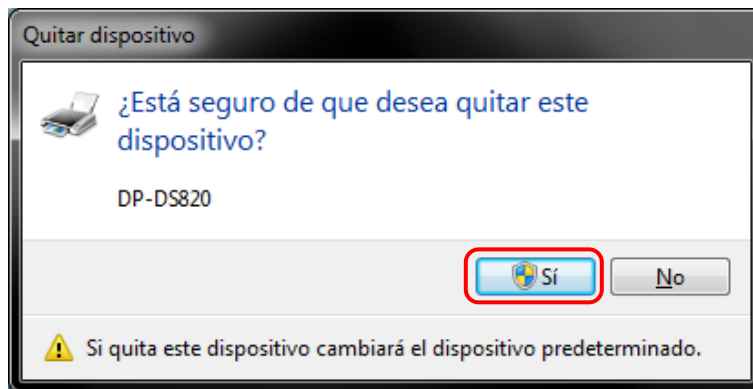 Quitar dispositivo
¿Está seguro de que desea quitar este
dispositivo?
DP-DS820
Sí
No
Si quita este dispositivo cambiará el dispositivo predeterminado.